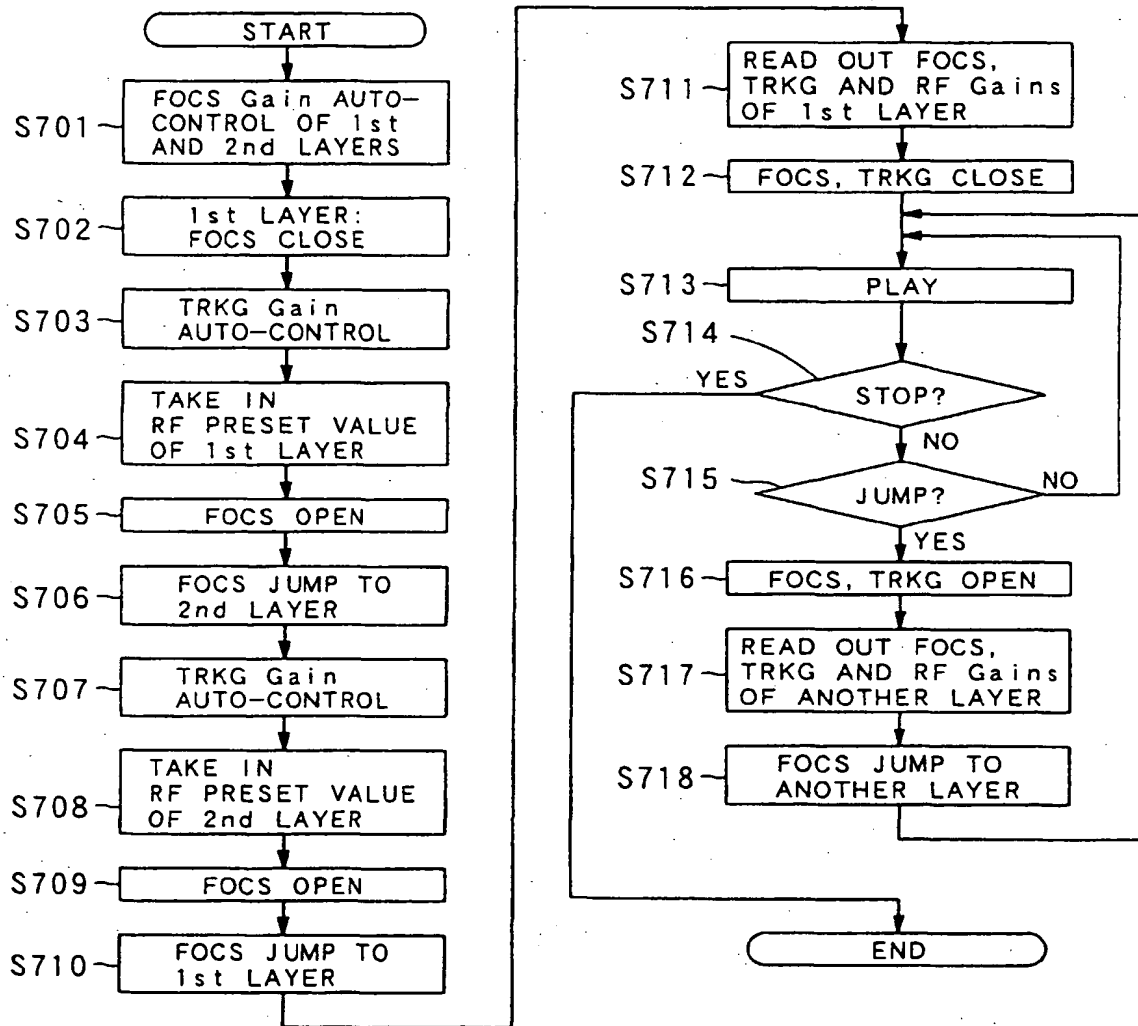 START
S701
FOCS Gain AUTO-
CONTROL OF 1st
AND 2nd LAYERS
S702
1st LAYER:
FOCS CLOSE
S703
TRKG Gain
AUTO-CONTROL
S704
TAKE IN
RF PRESET VALUE
OF 1st LAYER
S705
FOCS OPEN
S706
FOCS JUMP TO
2nd LAYER
S707
TRKG Gain
AUTO-CONTROL
S708
TAKE IN
RF PRESET VALUE
OF 2nd LAYER
S709
FOCS OPEN
S710
FOCS JUMP TO
1st LAYER
S711
READ OUT FOCS,
TRKG AND RF Gains
OF 1st LAYER
S712
FOCS, TRKG CLOSE
S713
PLAY
S714
YES
STOP?
NO
S715
JUMP?
NO
YES
S716
FOCS, TRKG OPEN
S717
READ OUT FOCS,
TRKG AND RF Gains
OF ANOTHER LAYER
S718
FOCS JUMP TO
ANOTHER LAYER
END